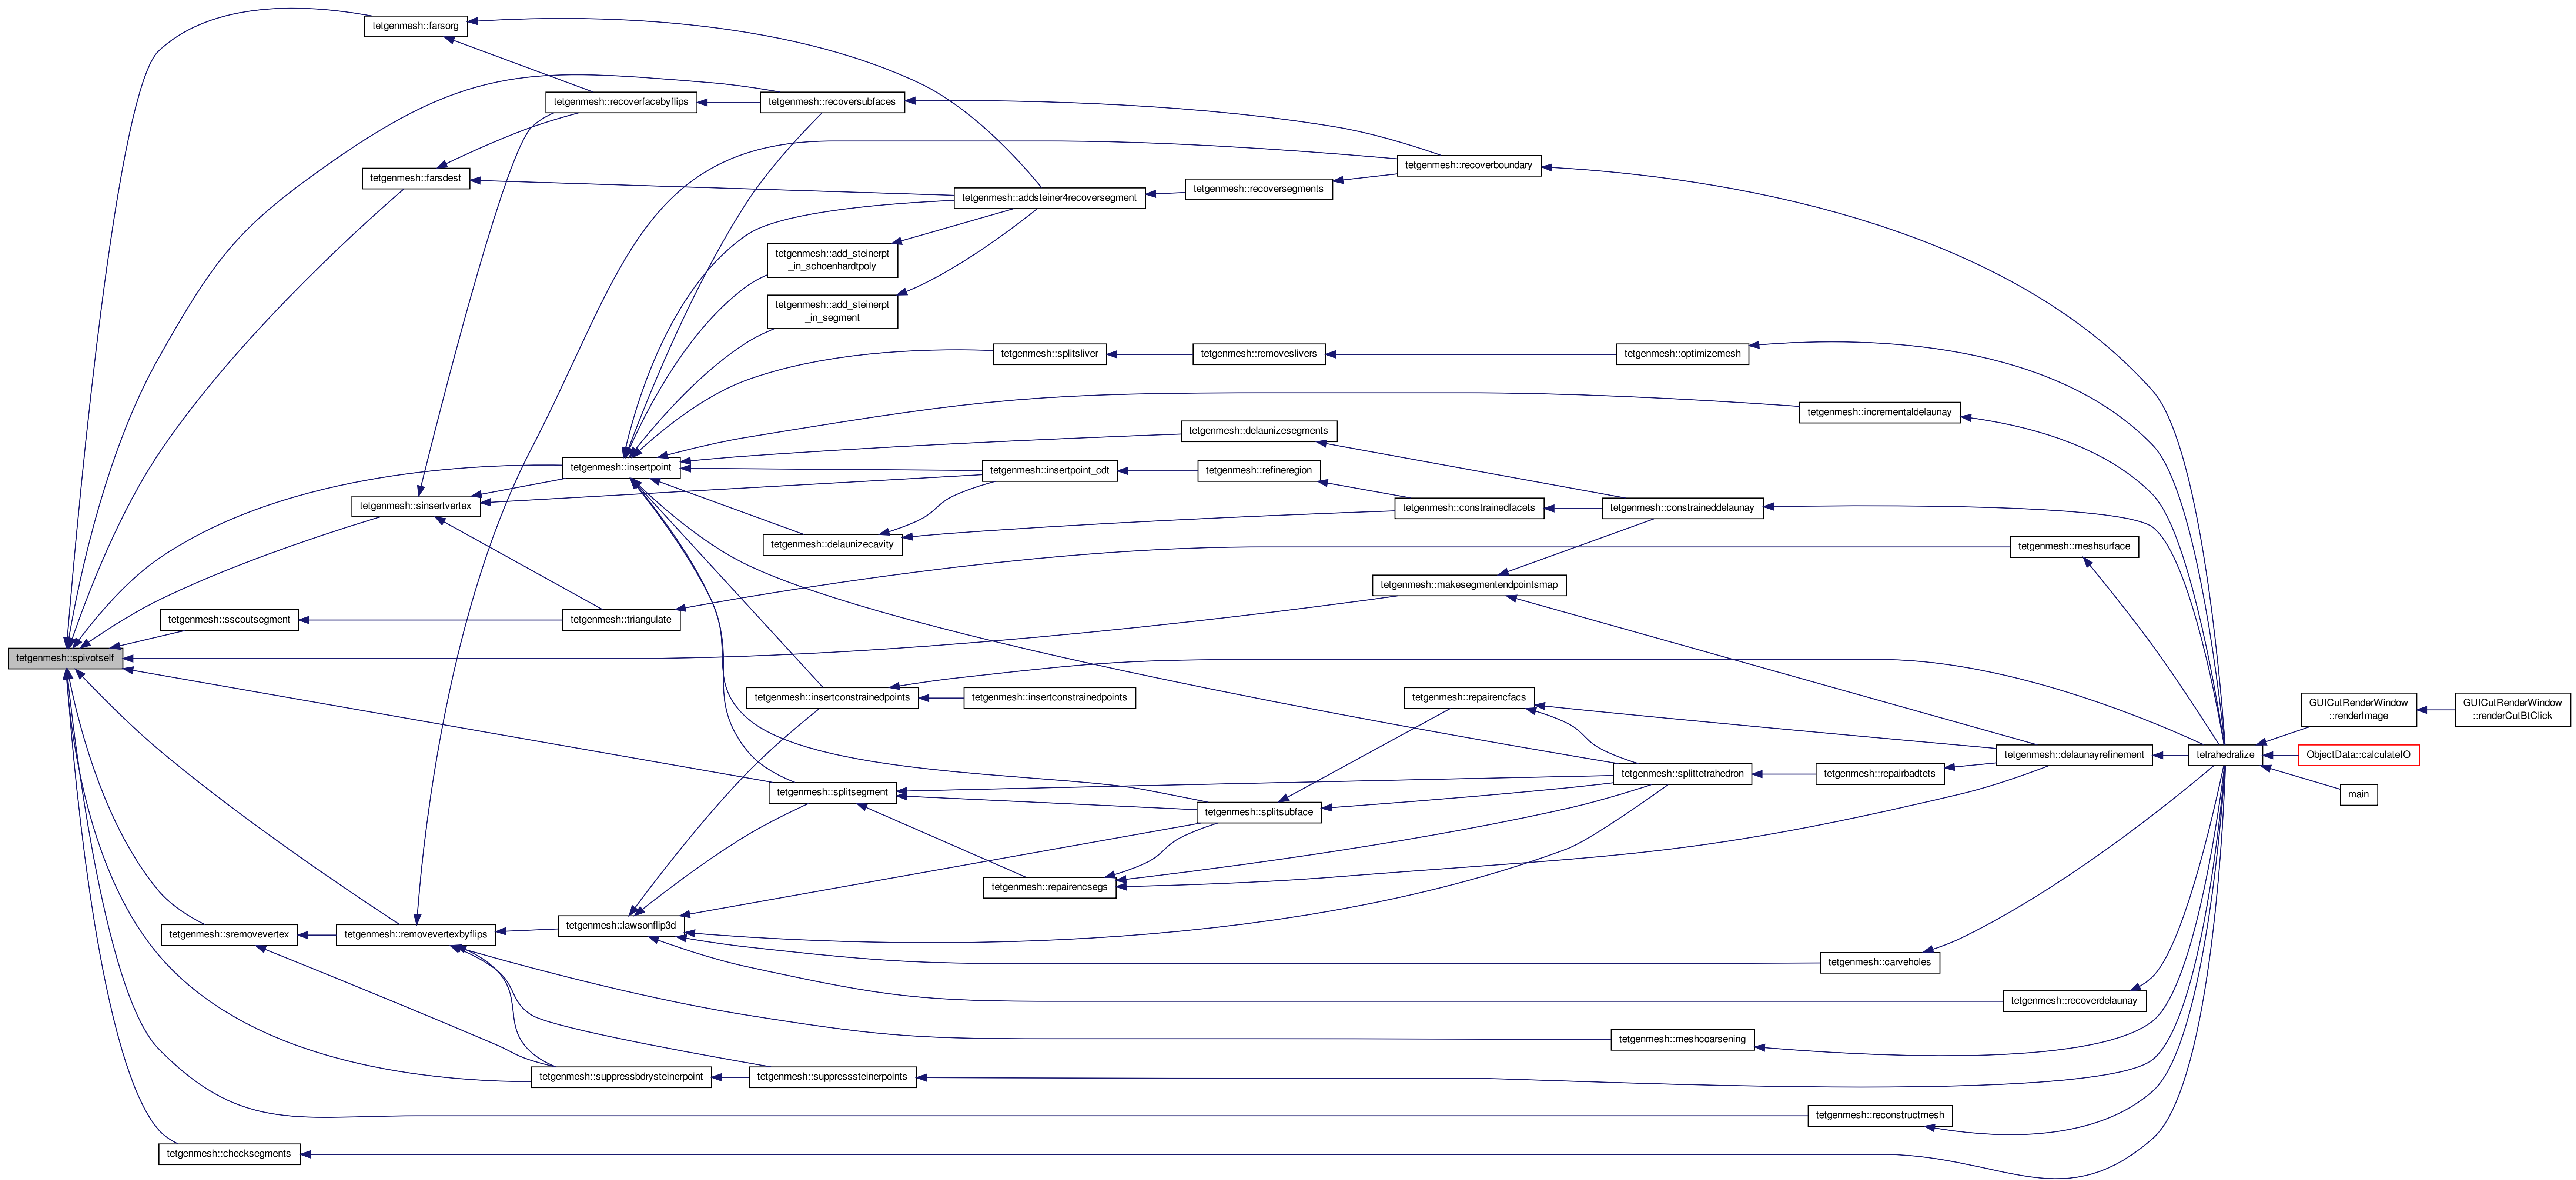 tetgenmesh::farsorg
tetgenmesh::recoverfacebyflips
tetgenmesh::recoversubfaces
tetgenmesh::recoverboundary
tetgenmesh::farsdest
tetgenmesh::addsteiner4recoversegment
tetgenmesh::recoversegments
tetgenmesh::add_steinerpt
_in_schoenhardtpoly
tetgenmesh::add_steinerpt
_in_segment
tetgenmesh::splitsliver
tetgenmesh::removeslivers
tetgenmesh::optimizemesh
tetgenmesh::incrementaldelaunay
tetgenmesh::delaunizesegments
tetgenmesh::insertpoint
tetgenmesh::insertpoint_cdt
tetgenmesh::refineregion
tetgenmesh::sinsertvertex
tetgenmesh::constrainedfacets
tetgenmesh::constraineddelaunay
tetgenmesh::delaunizecavity
tetgenmesh::meshsurface
tetgenmesh::makesegmentendpointsmap
tetgenmesh::sscoutsegment
tetgenmesh::triangulate
tetgenmesh::spivotself
tetgenmesh::insertconstrainedpoints
tetgenmesh::insertconstrainedpoints
tetgenmesh::repairencfacs
GUICutRenderWindow
::renderImage
GUICutRenderWindow
::renderCutBtClick
tetgenmesh::delaunayrefinement
tetrahedralize
ObjectData::calculateIO
tetgenmesh::splittetrahedron
tetgenmesh::repairbadtets
tetgenmesh::splitsegment
main
tetgenmesh::splitsubface
tetgenmesh::repairencsegs
tetgenmesh::lawsonflip3d
tetgenmesh::sremovevertex
tetgenmesh::removevertexbyflips
tetgenmesh::carveholes
tetgenmesh::recoverdelaunay
tetgenmesh::meshcoarsening
tetgenmesh::suppressbdrysteinerpoint
tetgenmesh::suppresssteinerpoints
tetgenmesh::reconstructmesh
tetgenmesh::checksegments